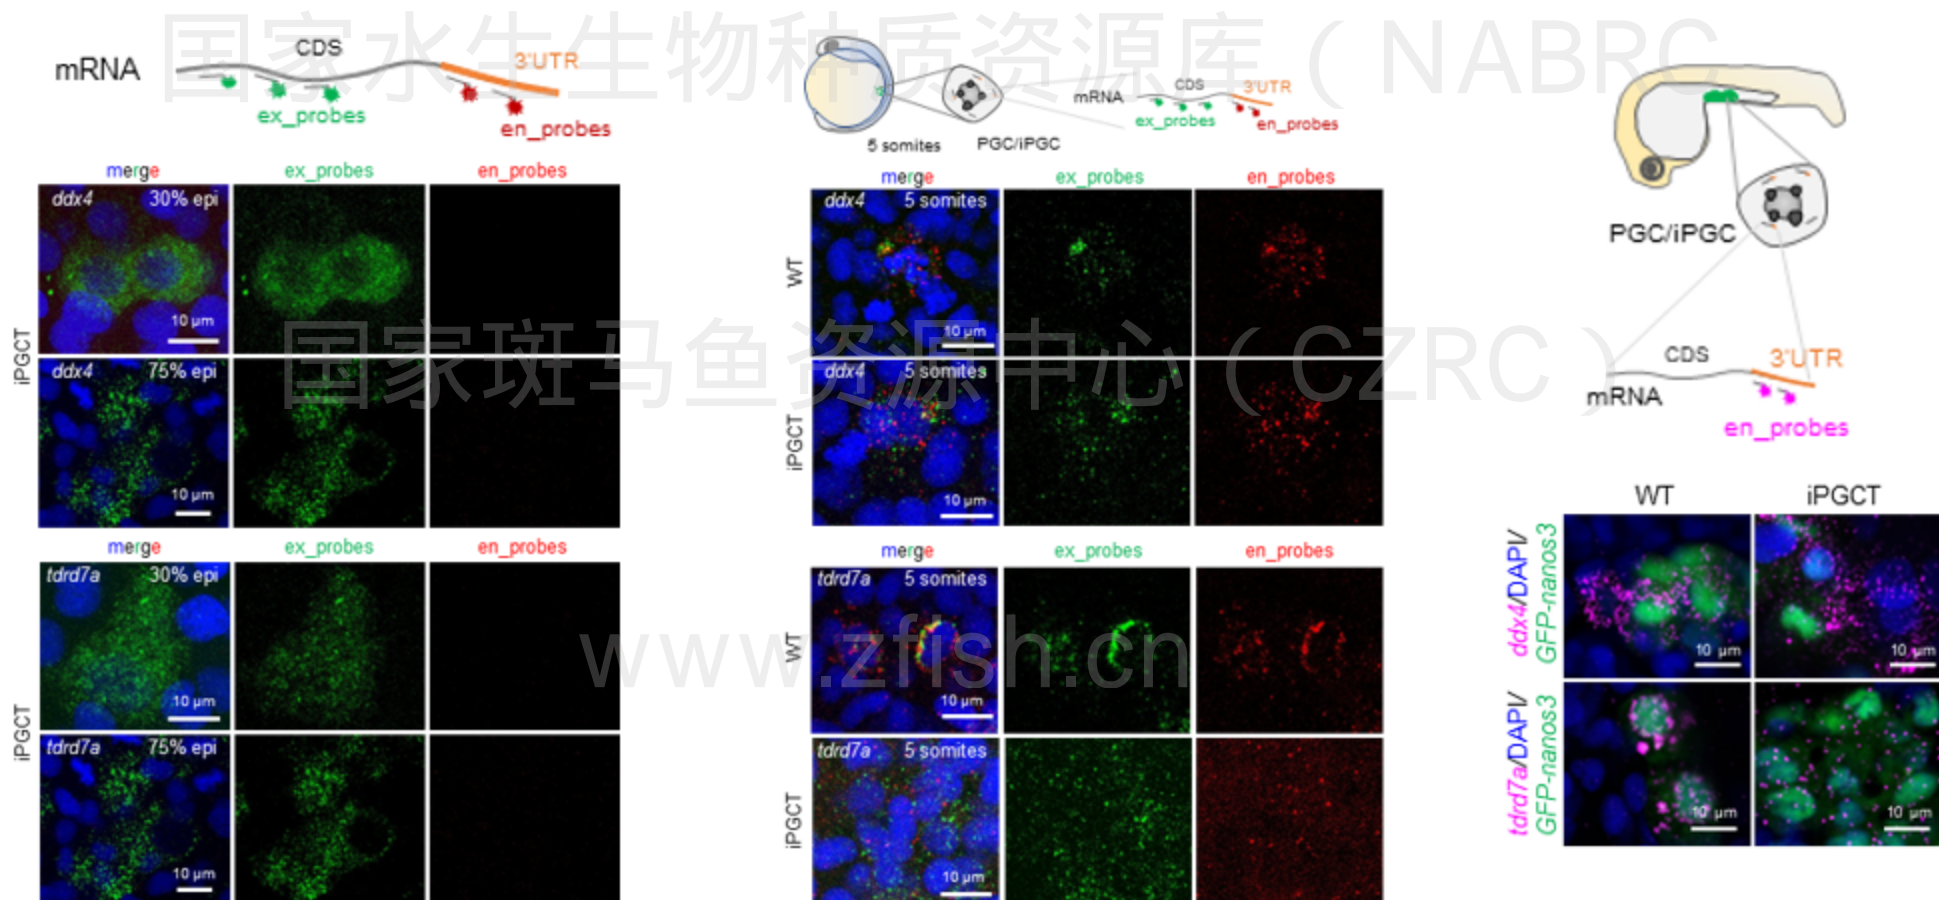 国家水生生物种质资源库（NABRC
国家斑马鱼资源中心（CZRC）
www.zfish.cn
mRNA
CDS
3'UTR
ex_probes
en_probes
merge ex_probes en_probes
iPGCT
ddx4 30% epi
10 µm
ddx4 75% epi
10 µm
merge ex_probes en_probes
iPGCT
tdrd7a 30% epi
10 µm
tdrd7a 75% epi
10 µm
5 somites
PGC/iPGC
mRNA
CDS
3'UTR
ex_probes
en_probes
merge ex_probes en_probes
WT
ddx4 5 somites
10 µm
iPGCT
ddx4 5 somites
10 µm
merge ex_probes en_probes
WT
tdrd7a 5 somites
10 µm
iPGCT
tdrd7a 5 somites
10 µm
PGC/iPGC
CDS
3'UTR
mRNA
en_probes
WT iPGCT
ddx4/DAPI/
GFP-nanos3
10 µm 10 µm
tdrd7a/DAPI/
GFP-nanos3
10 µm 10 µm